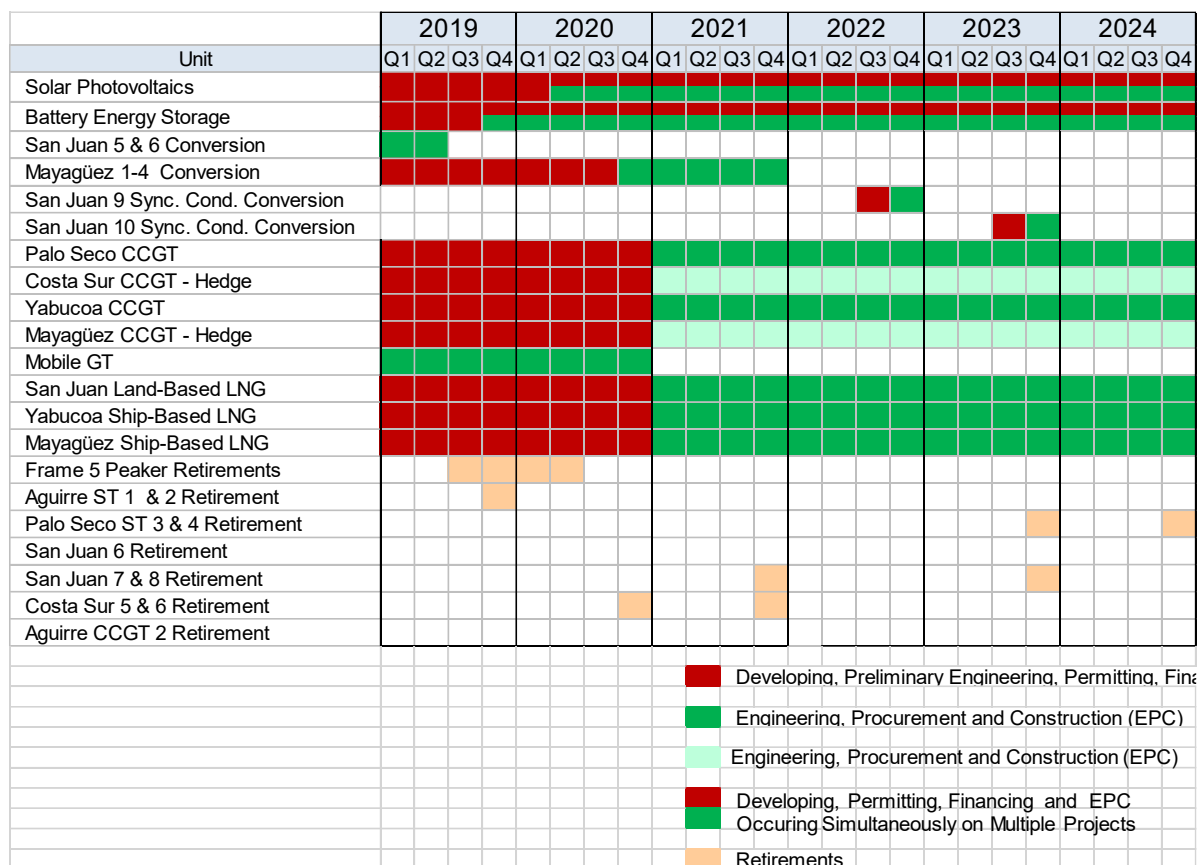 2019 2020 2021 2022 2023 2024
Unit Q1 Q2 Q3 Q4 Q1 Q2 Q3 Q4 Q1 Q2 Q3 Q4 Q1 Q2 Q3 Q4 Q1 Q2 Q3 Q4 Q1 Q2 Q3 Q4
Solar Photovoltaics
Battery Energy Storage
San Juan 5 & 6 Conversion
Mayagüez 1-4 Conversion
San Juan 9 Sync. Cond. Conversion
San Juan 10 Sync. Cond. Conversion
Palo Seco CCGT
Costa Sur CCGT - Hedge
Yabucoa CCGT
Mayagüez CCGT - Hedge
Mobile GT
San Juan Land-Based LNG
Yabucoa Ship-Based LNG
Mayagüez Ship-Based LNG
Frame 5 Peaker Retirements
Aguirre ST 1 & 2 Retirement
Palo Seco ST 3 & 4 Retirement
San Juan 6 Retirement
San Juan 7 & 8 Retirement
Costa Sur 5 & 6 Retirement
Aguirre CCGT 2 Retirement
Developing, Preliminary Engineering, Permitting,
Engineering, Procurement and Construction (EPC)
Engineering, Procurement and Construction (EPC)
Developing, Permitting, Financing and EPC
Occuring Simultaneously on Multiple Projects
Retirements